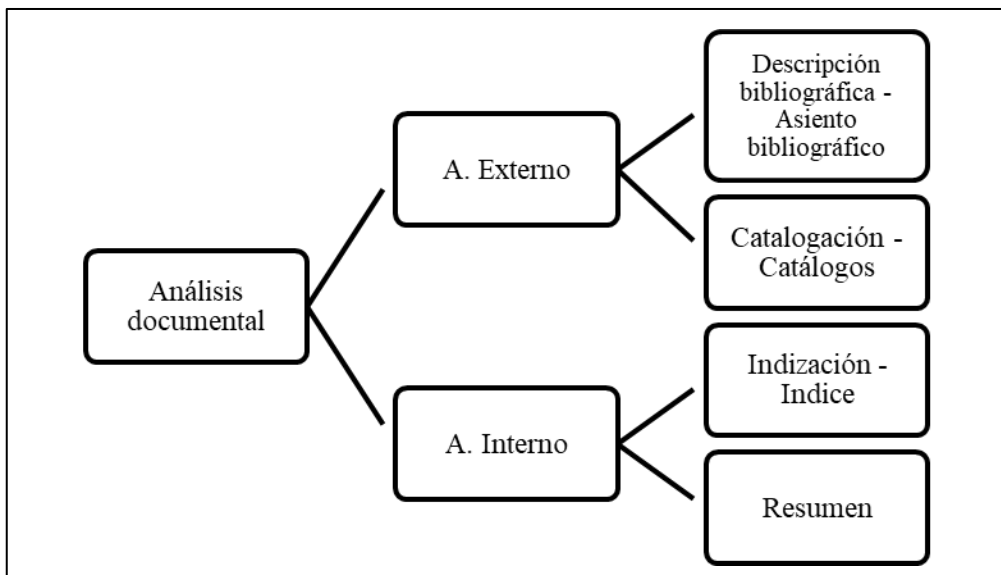 Análisis
documental
A. Externo
Descripción
bibliográfica -
Asiento
bibliográfico
Catalogación -
Catálogos
A. Interno
Indización -
Indice
Resumen